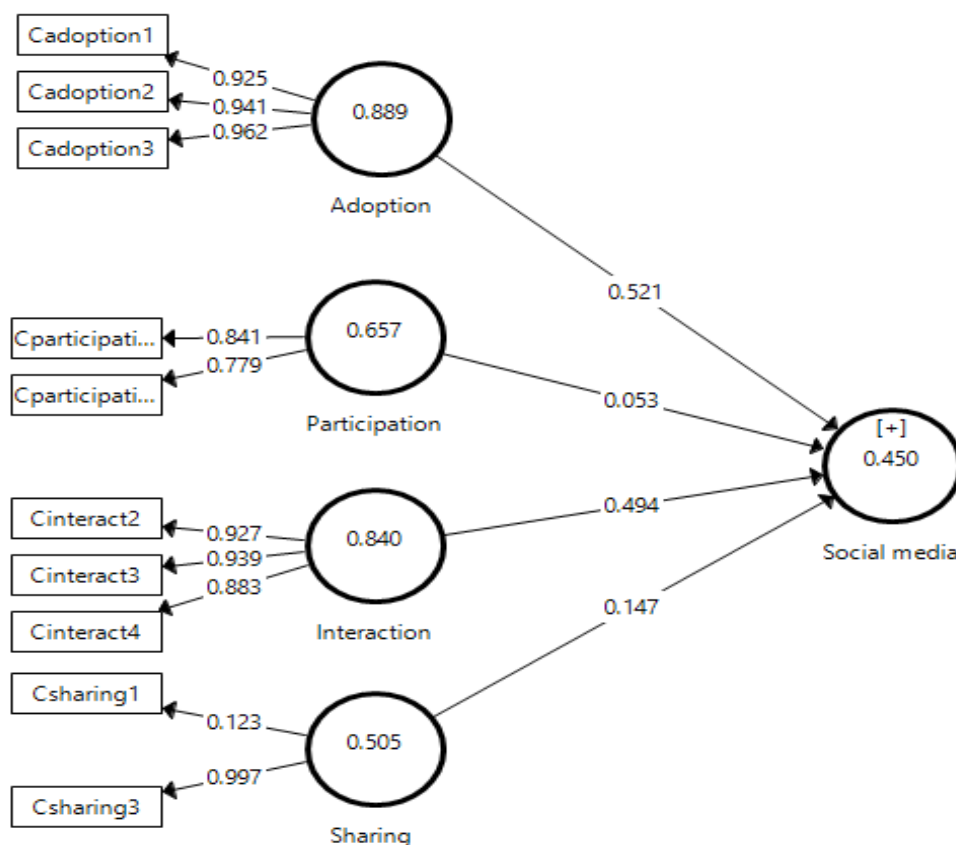 Cadoption1
0.925
Cadoption2
0.941
Cadoption3
0.962
0.889
Adoption
0.521
Cparticipati...
0.841
Cparticipati...
0.779
0.657
Participation
0.053
[+]
0.450
Social media
Cinteract2
0.927
Cinteract3
0.939
Cinteract4
0.883
0.840
Interaction
0.494
0.147
Csharing1
0.123
Csharing3
0.997
0.505
Sharing